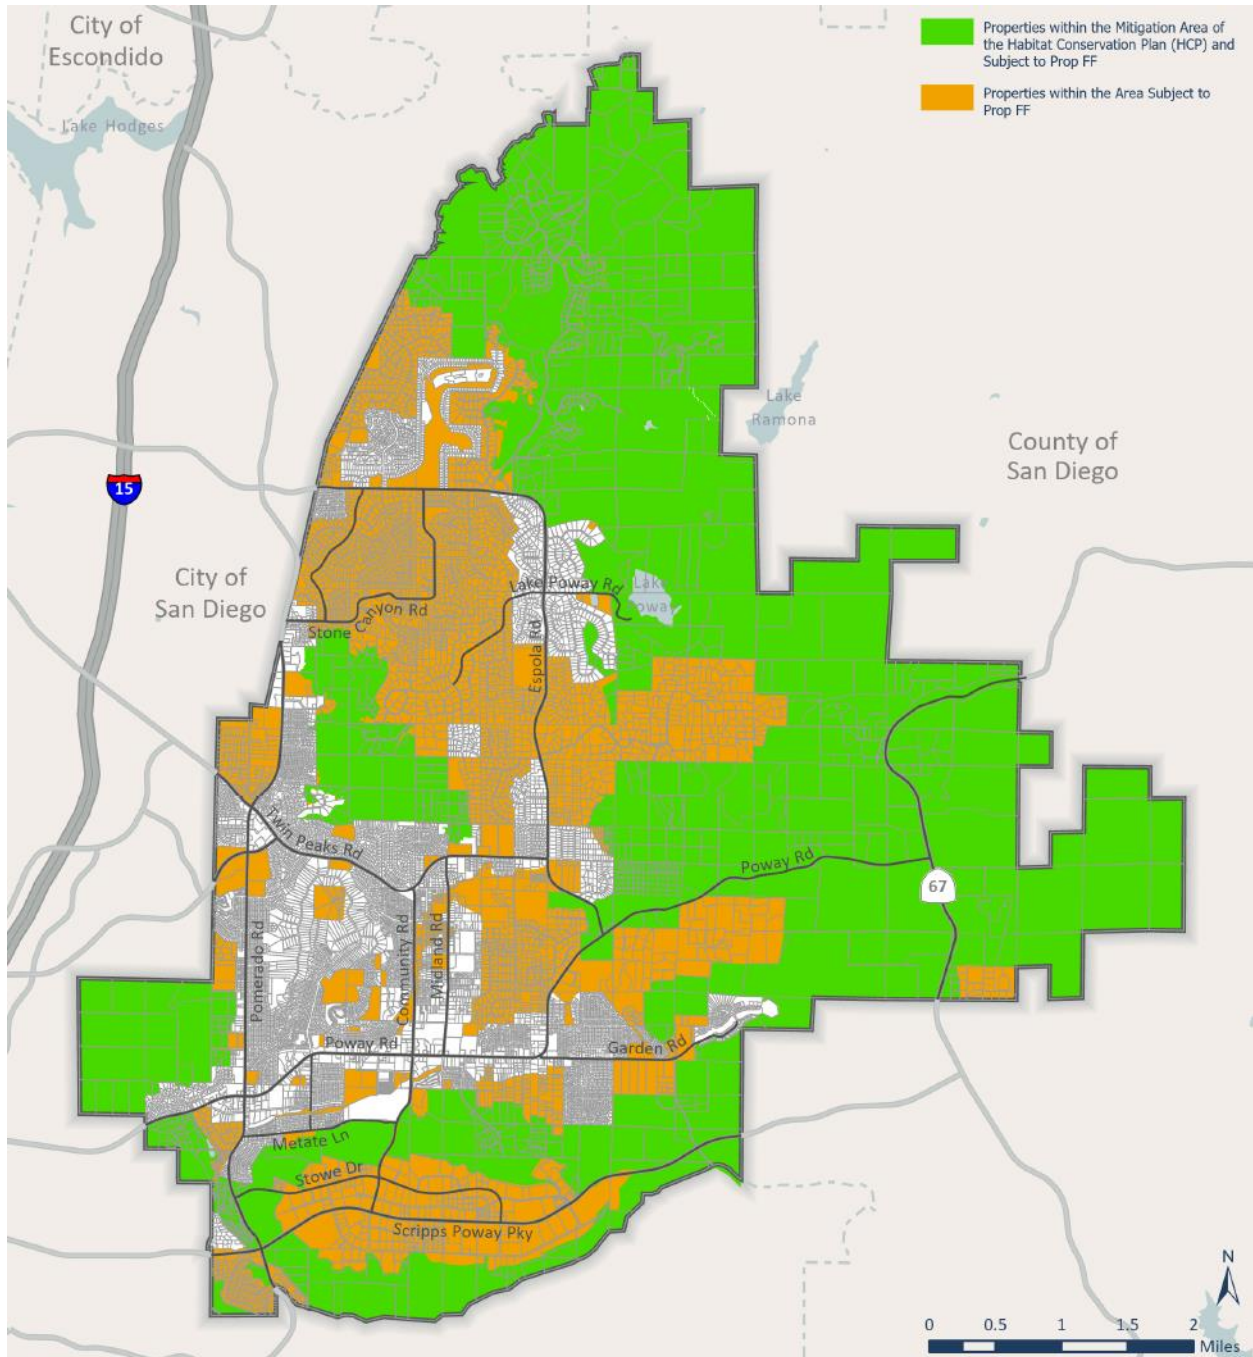 City of
Escondido
Lake Hodges
Properties within the Mitigation Area of
the Habitat Conservation Plan (HCP) and
Subject to Prop FF
Properties within the Area Subject to
Prop FF
Lake
Ramona
County of
San Diego
15
City of
San Diego
Lake Poway Rd
Lake
Poway
Stone Canyon Rd
Espola Rd
Twin Peaks Rd
Poway Rd
67
Pomerado Rd
Community Rd
Midland Rd
Poway Rd
Garden Rd
Metate Ln
Stowe Dr
Scripps Poway Pky
N
0 0.5 1 1.5 2
Miles